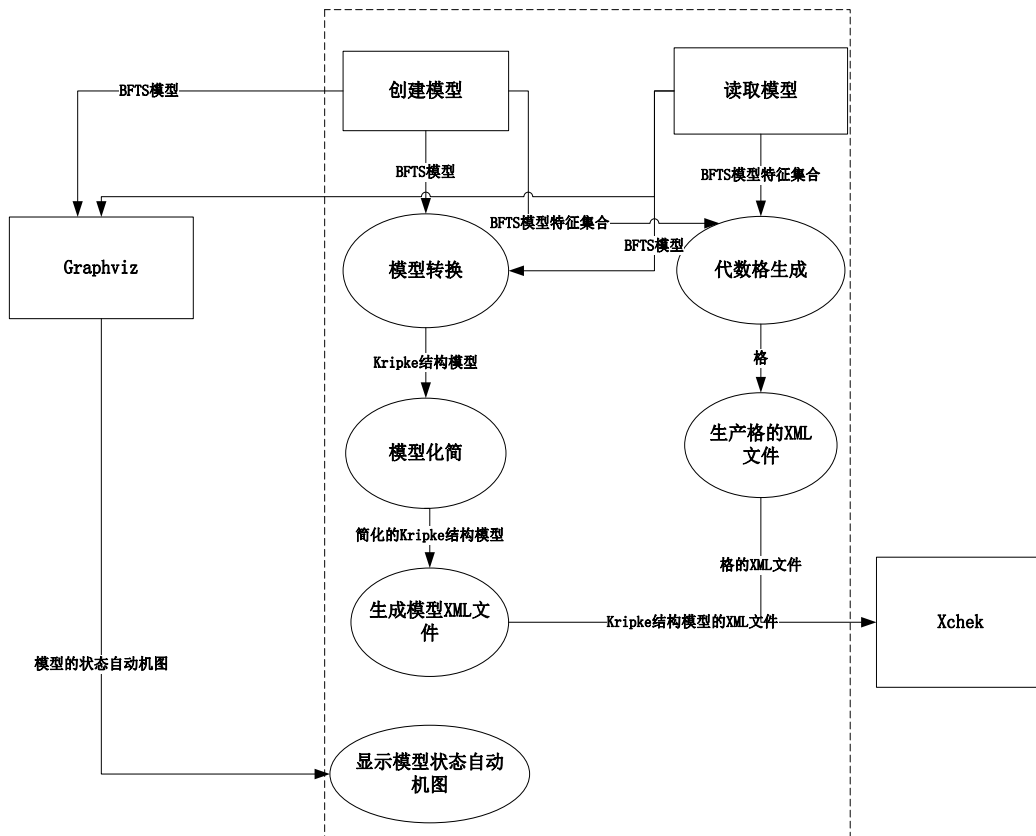 创建模型
读取模型
BFTS模型
BFTS模型
BFTS模型特征集合
BFTS模型特征集合
BFTS模型
Graphviz
模型转换
代数格生成
Kripke结构模型
格
模型化简
生产格的XML
文件
简化的Kripke结构模型
格的XML文件
生成模型XML文
件
Kripke结构模型的XML文件
Xchek
模型的状态自动机图
显示模型状态自动
机图